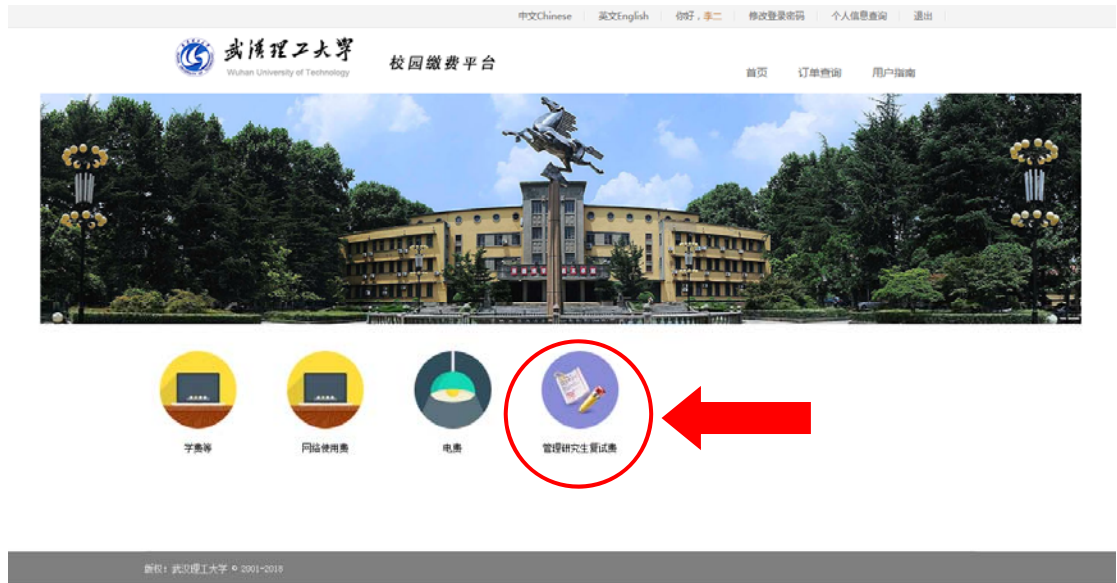 中文Chinese 英文English 你好，李二 修改登录密码 个人信息查询 退出
武汉理工大学
Wuhan University of Technology
校园缴费平台
首页 订单查询 用户指南
学费等 网络使用费 电费 管理研究生复试费
版权：武汉理工大学 © 2001-2018